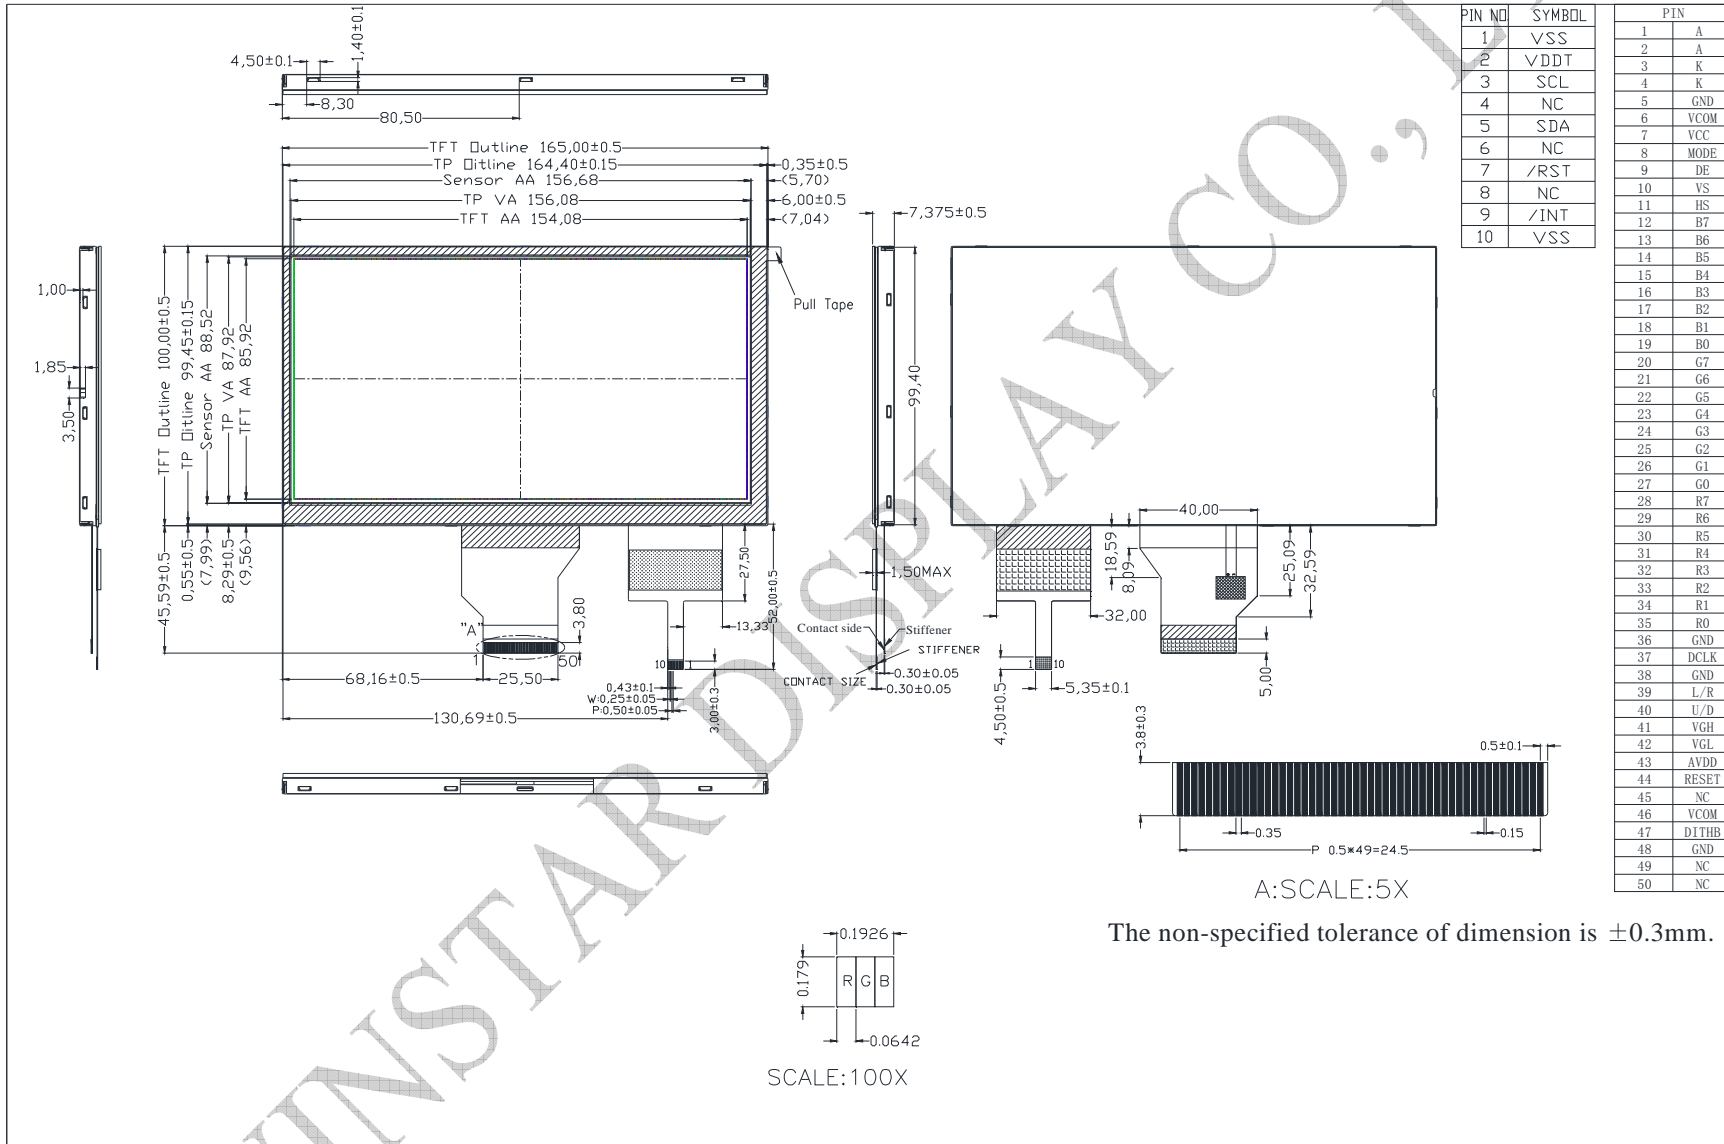 4,50±0.1
1,40±0.1
8,30
80,50
TFT Outline 165,00±0.5
TP Oitline 164,40±0.15
0,35±0.5
Sensor AA 156,68
(5,70)
TP VA 156,08
6,00±0.5
TFT AA 154,08
(7,04)
Pull Tape
1,00
1,85
3,50
TFT Outline 100,00±0.5
TP Oitline 99,45±0.15
Sensor AA 88,52
TP VA 87,92
TFT AA 85,92
45,59±0.5
0,55±0.5
(7,99)
8,29±0.5
(9,56)
"A"
1
50
3,80
68,16±0.5
25,50
130,69±0.5
27,50
52,00±0.5
13,33
10
1
0,43±0.1
W:0,25±0.05
P:0,50±0.05
3,00±0.3
7,375±0.5
99,40
1,50MAX
Contact side
Stiffener
STIFFENER
CONTACT SIZE
0.30±0.05
0.30±0.05
18,59
8,09
32,00
1
10
4,50±0.5
5,35±0.1
40,00
25,09
32,59
5,00
3.8±0.3
0.5±0.1
0.35
0.15
P 0.5*49=24.5
A:SCALE:5X
The non-specified tolerance of dimension is ±0.3mm.
0.1926
0.179
R G B
0.0642
SCALE:100X
PIN NO. SYMBOL
1 VSS
2 VDDT
3 SCL
4 NC
5 SDA
6 NC
7 /RST
8 NC
9 /INT
10 VSS
PIN
1 A
2 A
3 K
4 K
5 GND
6 VCOM
7 VCC
8 MODE
9 DE
10 VS
11 HS
12 B7
13 B6
14 B5
15 B4
16 B3
17 B2
18 B1
19 B0
20 G7
21 G6
22 G5
23 G4
24 G3
25 G2
26 G1
27 G0
28 R7
29 R6
30 R5
31 R4
32 R3
33 R2
34 R1
35 R0
36 GND
37 DCLK
38 GND
39 L/R
40 U/D
41 VGH
42 VGL
43 AVDD
44 RESET
45 NC
46 VCOM
47 DITHB
48 GND
49 NC
50 NC
WINSTAR DISPLAY CO., L